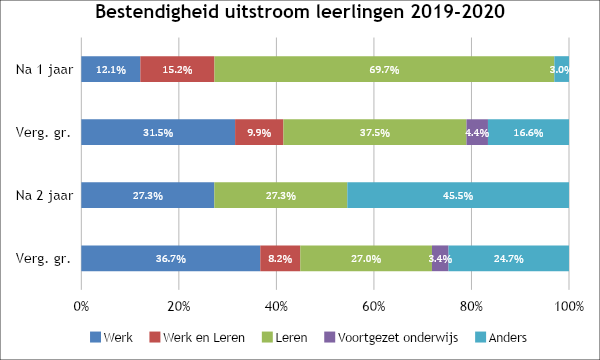 Bestendigheid uitstroom leerlingen 2019-2020
Na 1 jaar 12.1% 15.2% 69.7% 3.0%
Verg. gr. 31.5% 9.9% 37.5% 4.4% 16.6%
Na 2 jaar 27.3% 27.3% 45.5%
Verg. gr. 36.7% 8.2% 27.0% 3.4% 24.7%
0% 20% 40% 60% 80% 100%
Werk Werk en Leren Leren Voortgezet onderwijs Anders